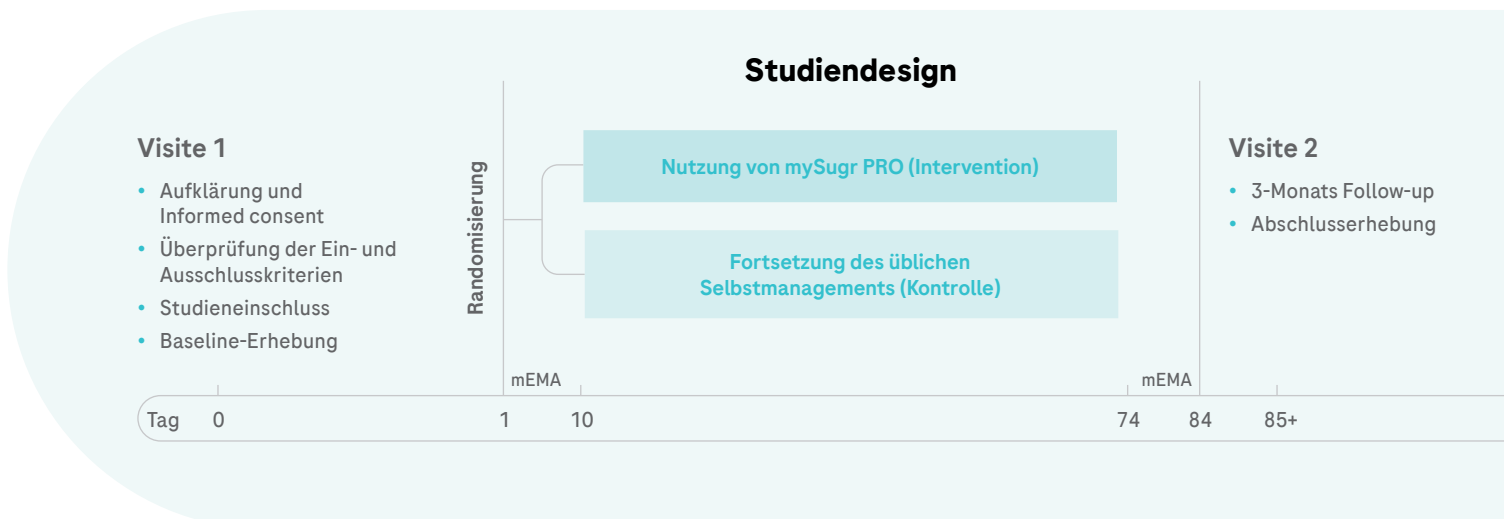 Studiendesign
Visite 1
• Aufklärung und
Informed consent
• Überprüfung der Ein- und
Ausschlusskriterien
• Studieneinschluss
• Baseline-Erhebung
Randomisierung
Nutzung von mySugr PRO (Intervention)
Fortsetzung des üblichen
Selbstmanagements (Kontrolle)
Visite 2
• 3-Monats Follow-up
• Abschlusserhebung
mEMA mEMA
Tag 0 1 10 74 84 85+